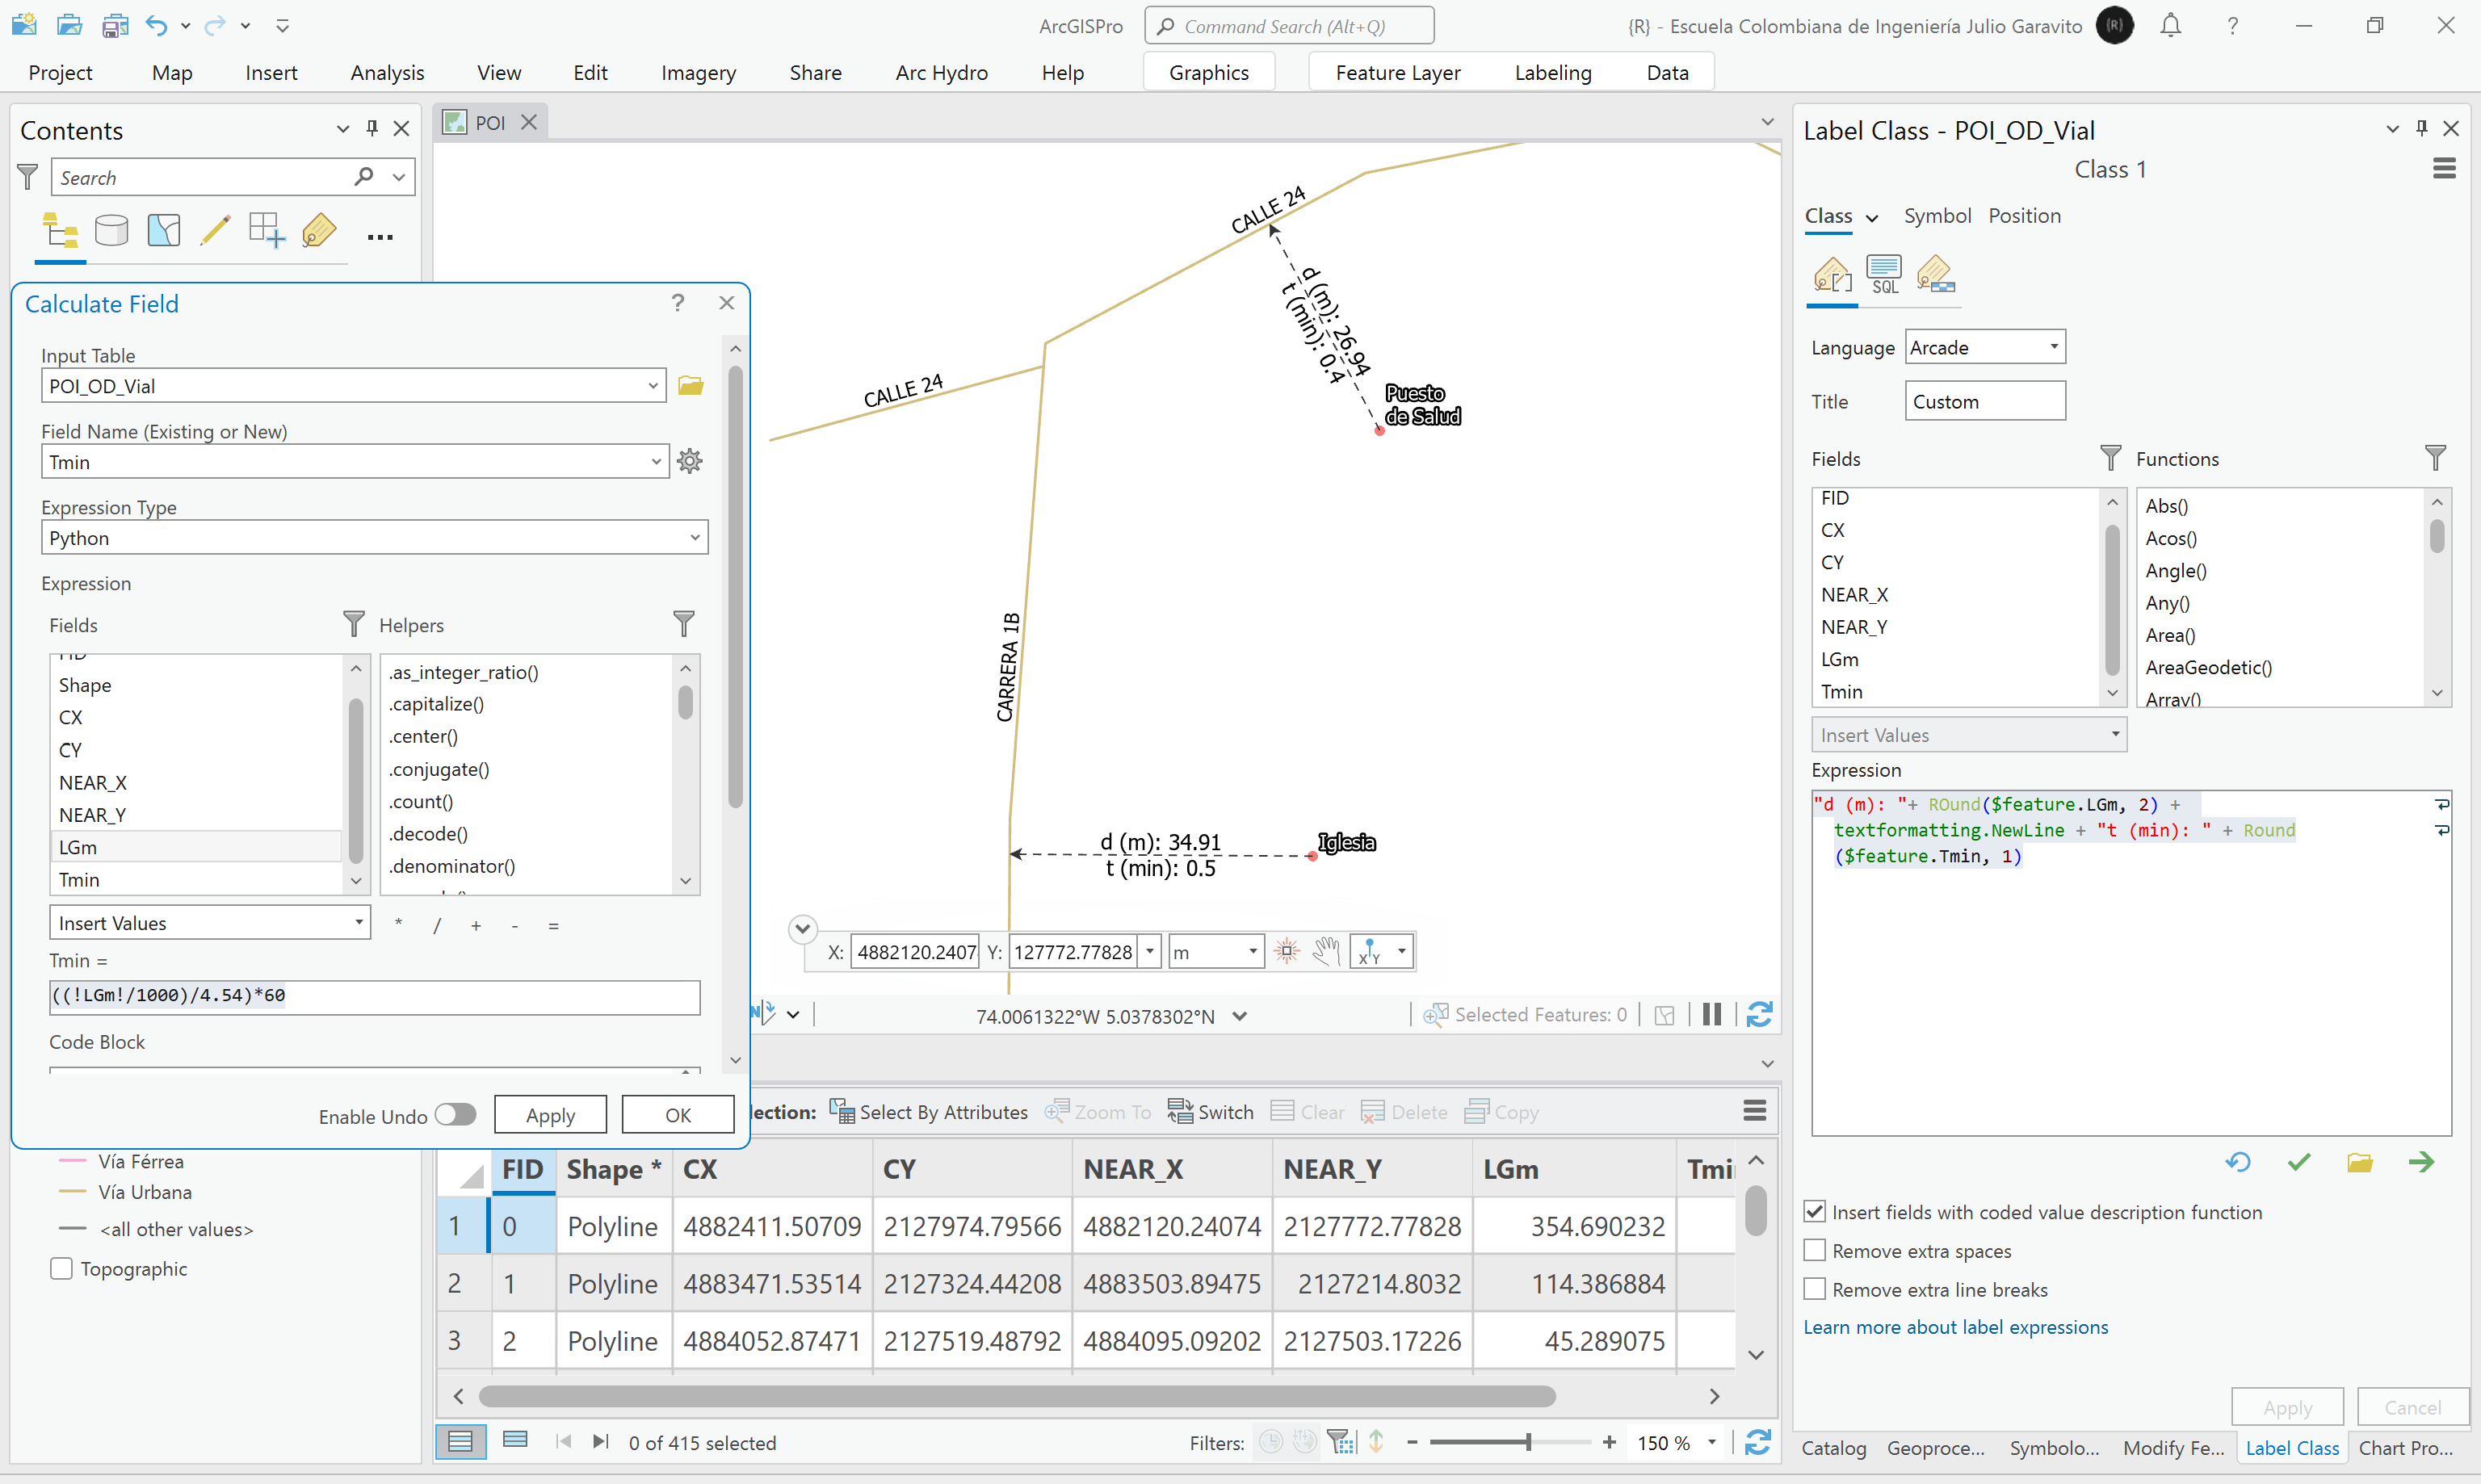 ArcGISPro
Command Search (Alt+Q)
{R} - Escuela Colombiana de Ingeniería Julio Garavito
{R}
?
Project Map Insert Analysis View Edit Imagery Share Arc Hydro Help Graphics Feature Layer Labeling Data
Contents
Search
POI
CALLE 24
d (m): 26.94
t (min): 0.4
Puesto
de Salud
CALLE 24
CARRERA 1B
d (m): 34.91
t (min): 0.5
Iglesia
X: 4882120.2407 Y: 127772.77828 m
XY
74.0061322°W 5.0378302°N
Selected Features: 0
Calculate Field
?
Input Table
POI_OD_Vial
Field Name (Existing or New)
Tmin
Expression Type
Python
Expression
Fields Helpers
Shape
CX
CY
NEAR_X
NEAR_Y
LGm
Tmin
.as_integer_ratio()
.capitalize()
.center()
.conjugate()
.count()
.decode()
.denominator()
Insert Values * / + - =
Tmin =
((!LGm!/1000)/4.54)*60
Code Block
Enable Undo Apply OK
lection: Select By Attributes Zoom To Switch Clear Delete Copy
Vía Férrea
Vía Urbana
<all other values>
Topographic
FID Shape * CX CY NEAR_X NEAR_Y LGm Tmi
1 0 Polyline 4882411.50709 2127974.79566 4882120.24074 2127772.77828 354.690232
2 1 Polyline 4883471.53514 2127324.44208 4883503.89475 2127214.8032 114.386884
3 2 Polyline 4884052.87471 2127519.48792 4884095.09202 2127503.17226 45.289075
0 of 415 selected
Filters:
- + 150 %
Label Class - POI_OD_Vial
Class 1
Class Symbol Position
SQL
Language Arcade
Title Custom
Fields Functions
FID
CX
CY
NEAR_X
NEAR_Y
LGm
Tmin
Abs()
Acos()
Angle()
Any()
Area()
AreaGeodetic()
Array()
Insert Values
Expression
"d (m): "+ ROund($feature.LGm, 2) +
textformatting.NewLine + "t (min): " + Round
($feature.Tmin, 1)
Insert fields with coded value description function
Remove extra spaces
Remove extra line breaks
Learn more about label expressions
Apply Cancel
Catalog Geoproce... Symbolo... Modify Fe... Label Class Chart Pro...